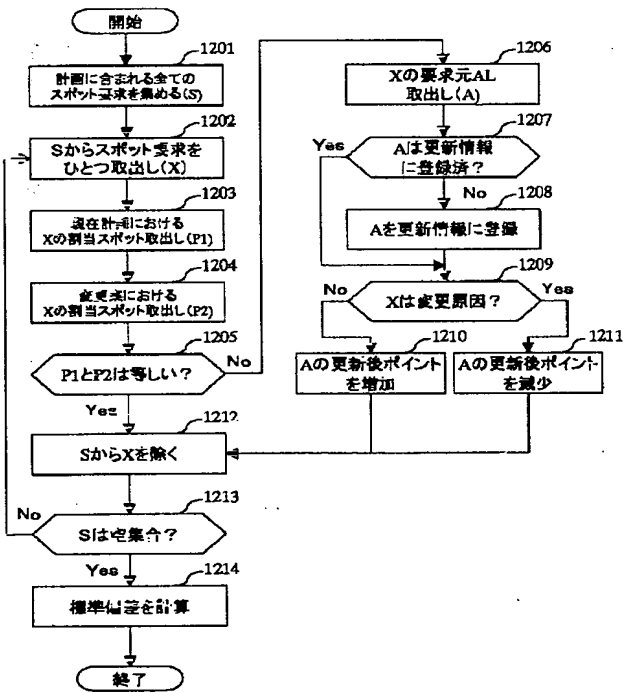 開始
1201
計画に含まれる全ての
スポット要求を集める(S)
1202
Sからスポット要求を
ひとつ取出し(X)
1203
現在計画における
Xの割当スポット取出し(P1)
1204
変更案における
Xの割当スポット取出し(P2)
1205
P1とP2は等しい?
No
Yes
1206
Xの要求元AL
取出し(A)
1207
Yes
Aは更新情報
に登録済?
No
1208
Aを更新情報に登録
1209
No
Xは変更原因?
Yes
1210
Aの更新後ポイント
を増加
1211
Aの更新後ポイント
を減少
1212
SからXを除く
1213
No
Sは空集合?
Yes
1214
標準偏差を計算
終了